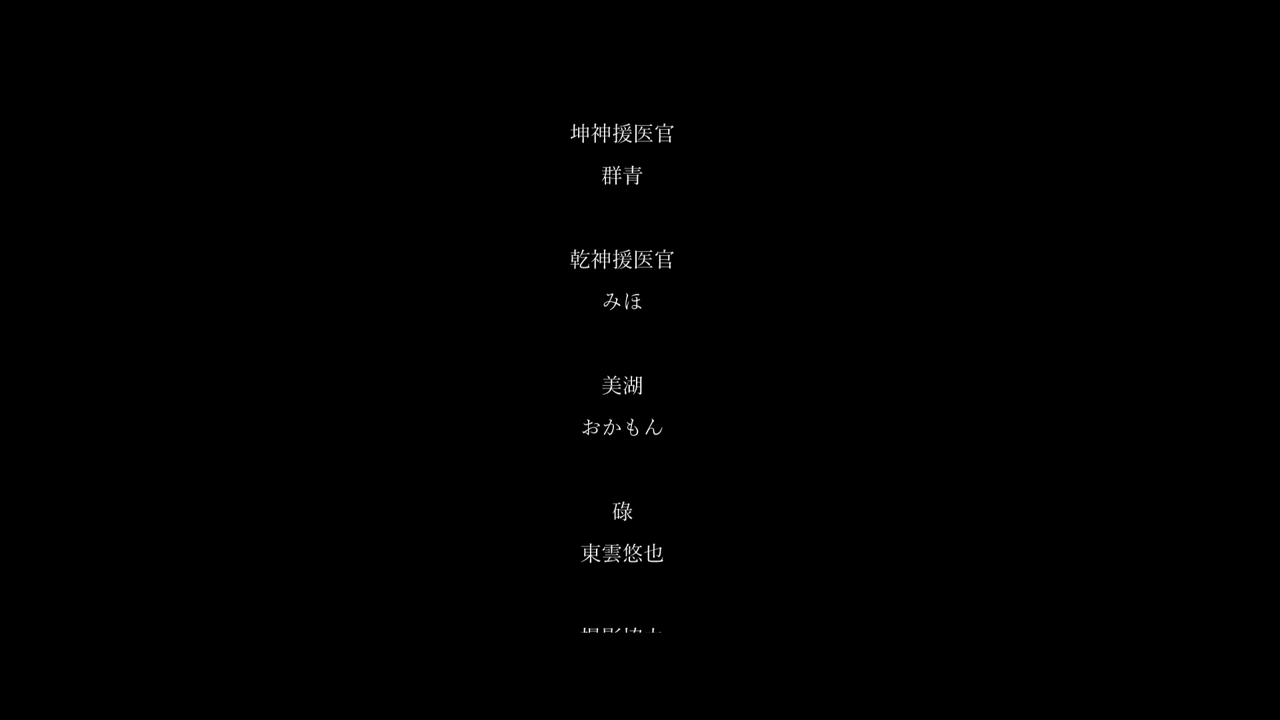 坤神援医官
群青
乾神援医官
みほ
美湖
おかもん
碌
東雲悠也